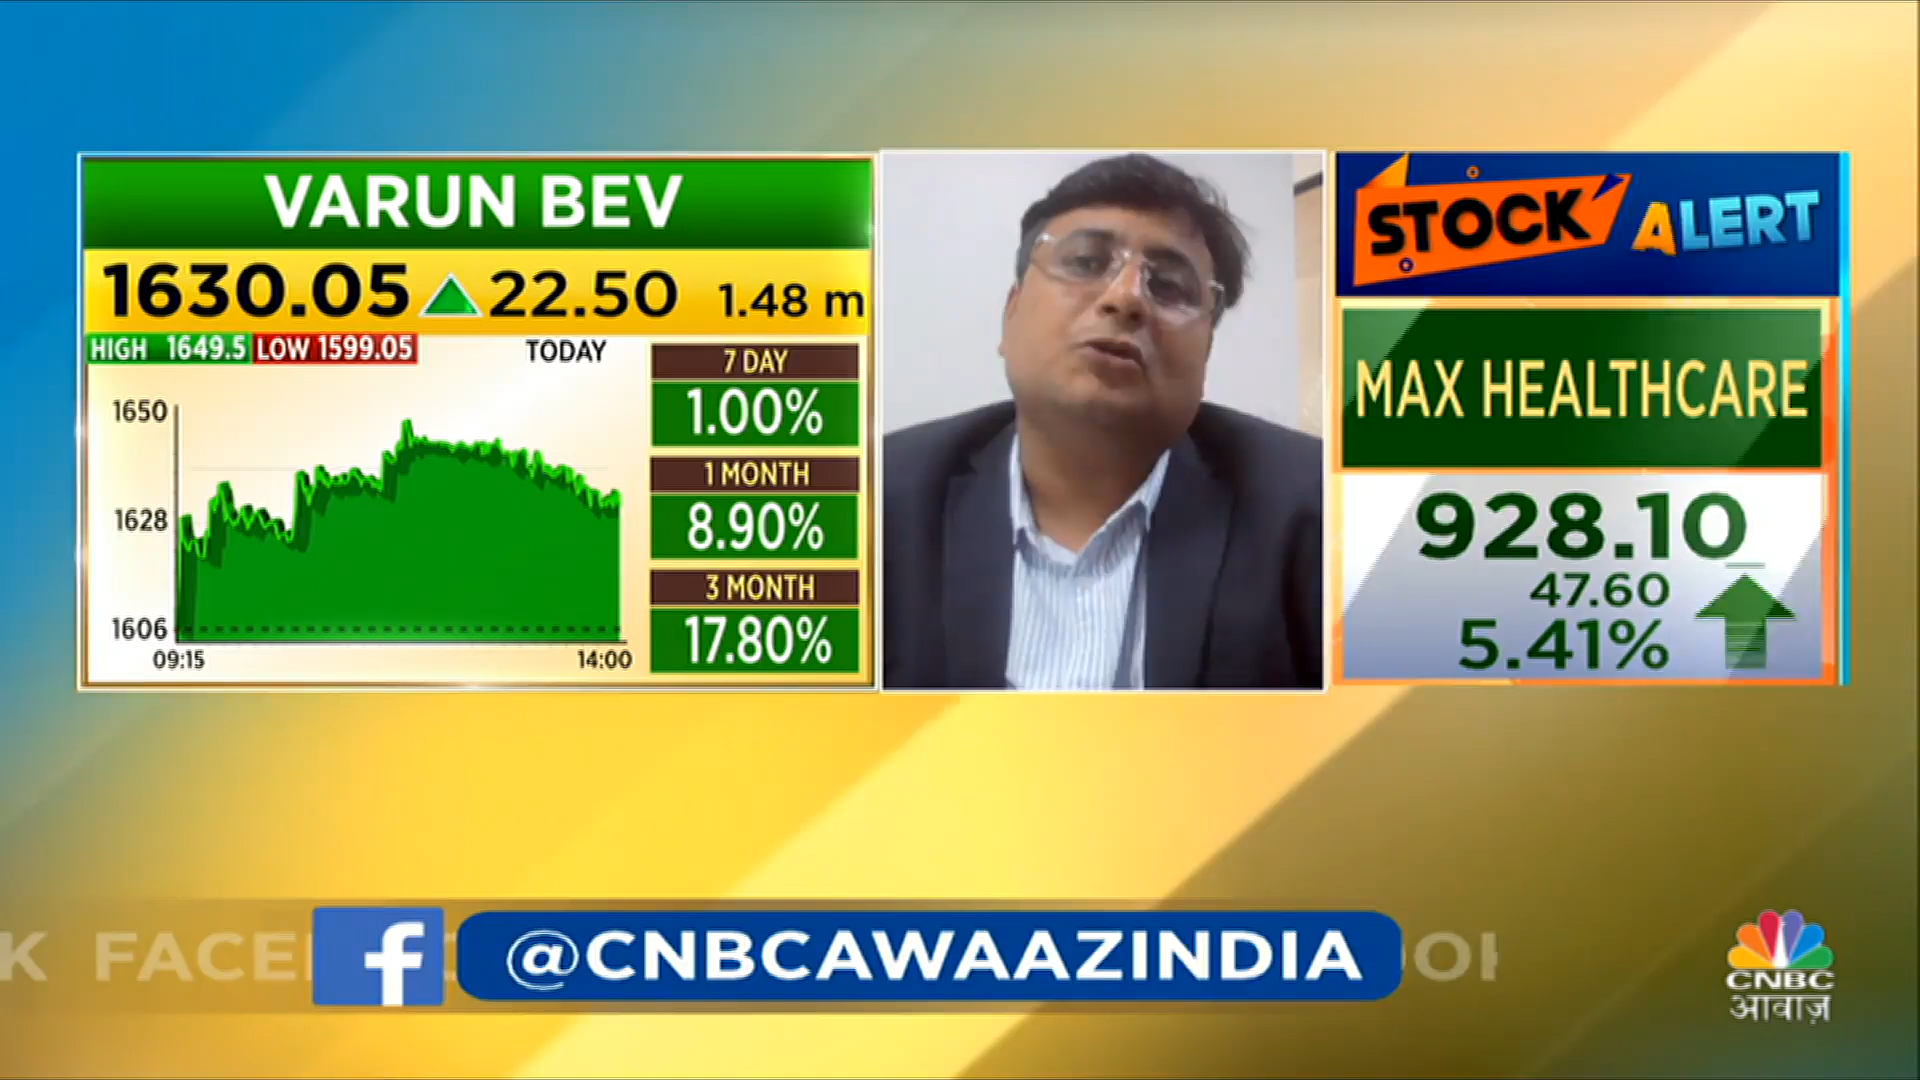 VARUN BEV
1630.05 22.50 1.48 m
HIGH 1649.5 LOW 1599.05 TODAY
1650
1628
1606
09:15 14:00
7 DAY
1.00%
1 MONTH
8.90%
3 MONTH
17.80%
STOCK ALERT
MAX HEALTHCARE
928.10
47.60
5.41%
K FACE
f @CNBCAWAAZINDIA
CNBC
आवाज़